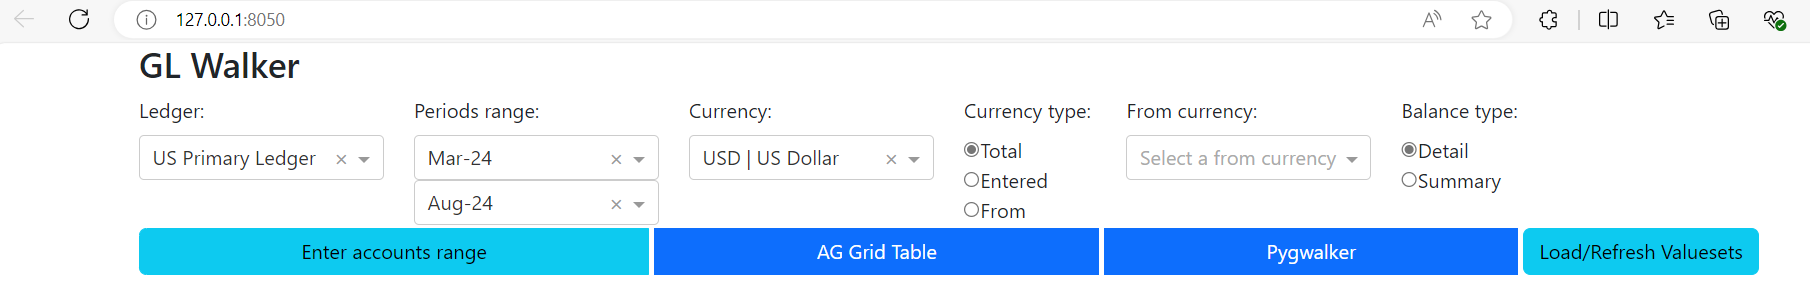 127.0.0.1:8050
GL Walker
Ledger: Periods range: Currency: Currency type: From currency: Balance type:
US Primary Ledger Mar-24 USD | US Dollar Total Select a from currency Detail
Entered Summary
Aug-24 From
Enter accounts range AG Grid Table Pygwalker Load/Refresh Valuesets